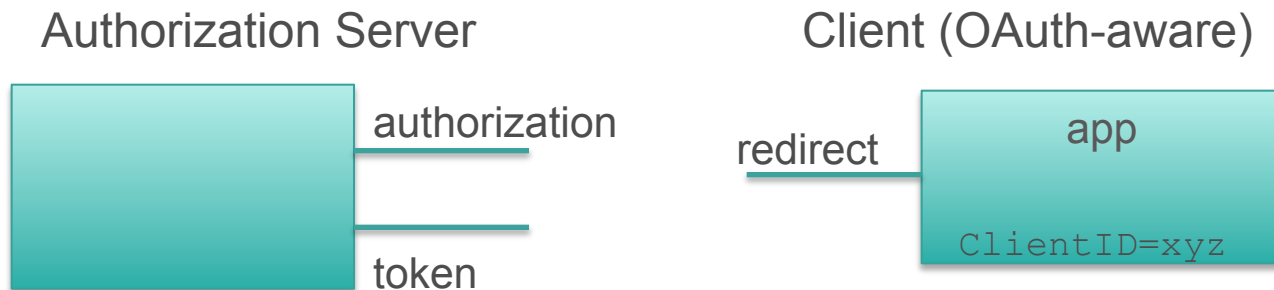 Authorization Server
authorization
token
Client (OAuth-aware)
redirect
app
ClientID=xyz